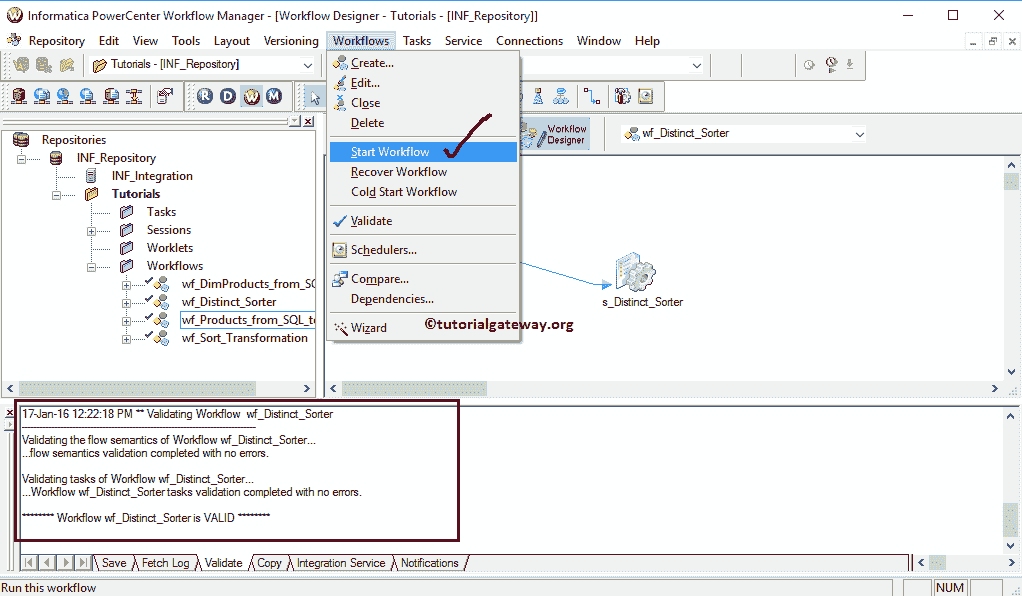 Informatica PowerCenter Workflow Manager - [Workflow Designer - Tutorials - [INF_Repository]]
Repository Edit View Tools Layout Versioning Workflows Tasks Service Connections Window Help
Tutorials - [INF_Repository]
R D W M
Create...
Edit...
Close
Delete
Start Workflow
Recover Workflow
Cold Start Workflow
Validate
Schedulers...
Compare...
Dependencies...
Wizard
Workflow
Designer
wf_Distinct_Sorter
Repositories
INF_Repository
INF_Integration
Tutorials
Tasks
Sessions
Worklets
Workflows
wf_DimProducts_from_SQ
wf_Distinct_Sorter
wf_Products_from_SQL_to
wf_Sort_Transformation
s_Distinct_Sorter
©tutorialgateway.org
17-Jan-16 12:22:18 PM ** Validating Workflow wf_Distinct_Sorter
Validating the flow semantics of Workflow wf_Distinct_Sorter...
...flow semantics validation completed with no errors.
Validating tasks of Workflow wf_Distinct_Sorter...
...Workflow wf_Distinct_Sorter tasks validation completed with no errors.
******** Workflow wf_Distinct_Sorter is VALID ********
Save Fetch Log Validate Copy Integration Service Notifications
Run this workflow
NUM